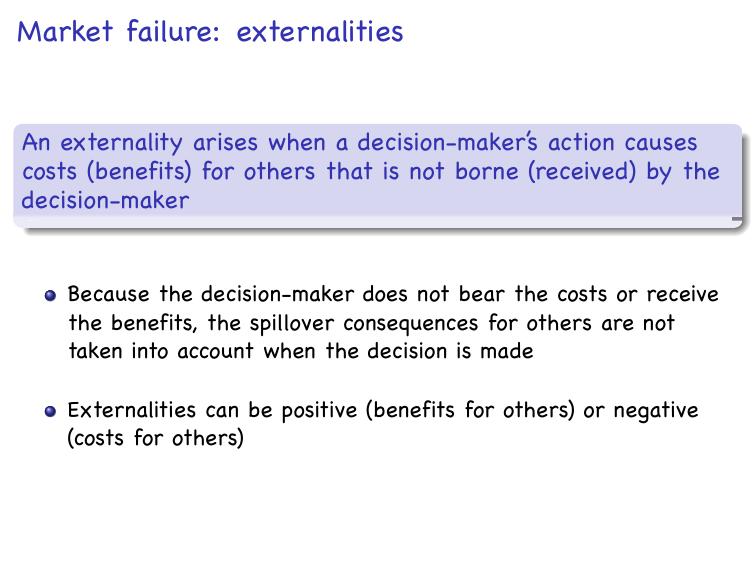 Market failure: externalities
An externality arises when a decision-maker's action causes
costs (benefits) for others that is not borne (received) by the
decision-maker
Because the decision-maker does not bear the costs or receive
the benefits, the spillover consequences for others are not
taken into account when the decision is made
Externalities can be positive (benefits for others) or negative
(costs for others)